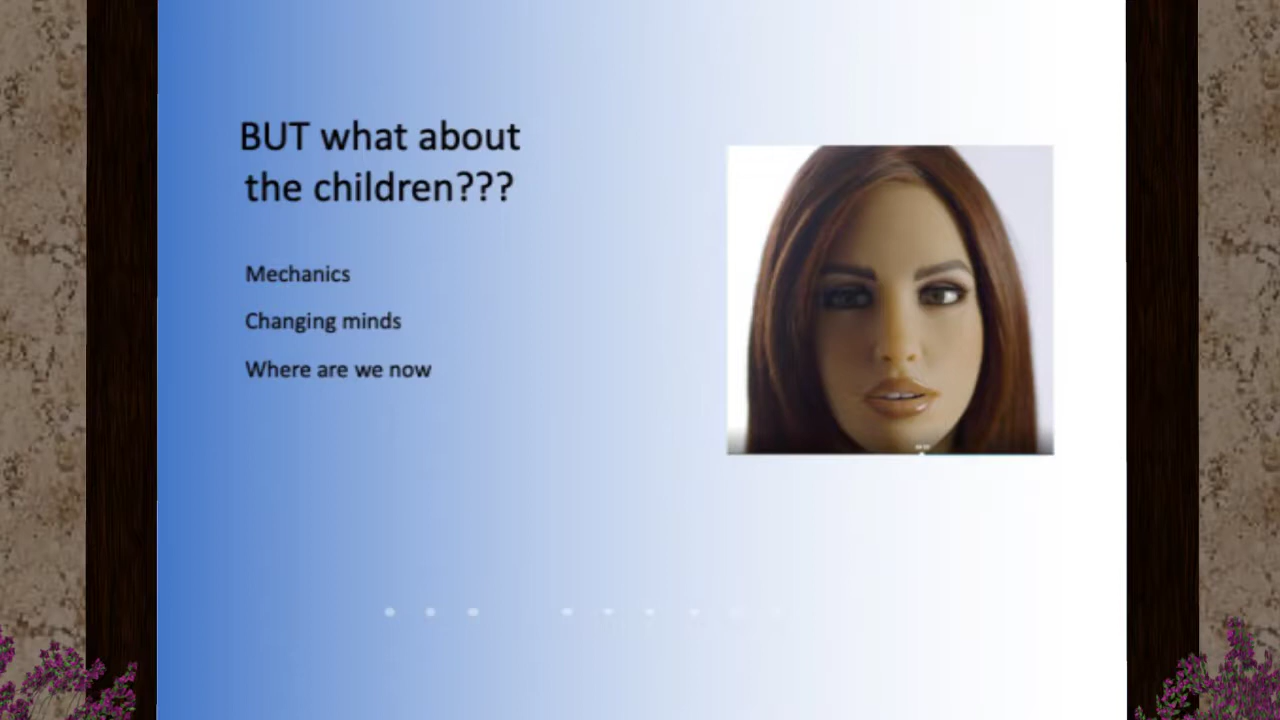 BUT what about
the children???
Mechanics
Changing minds
Where are we now